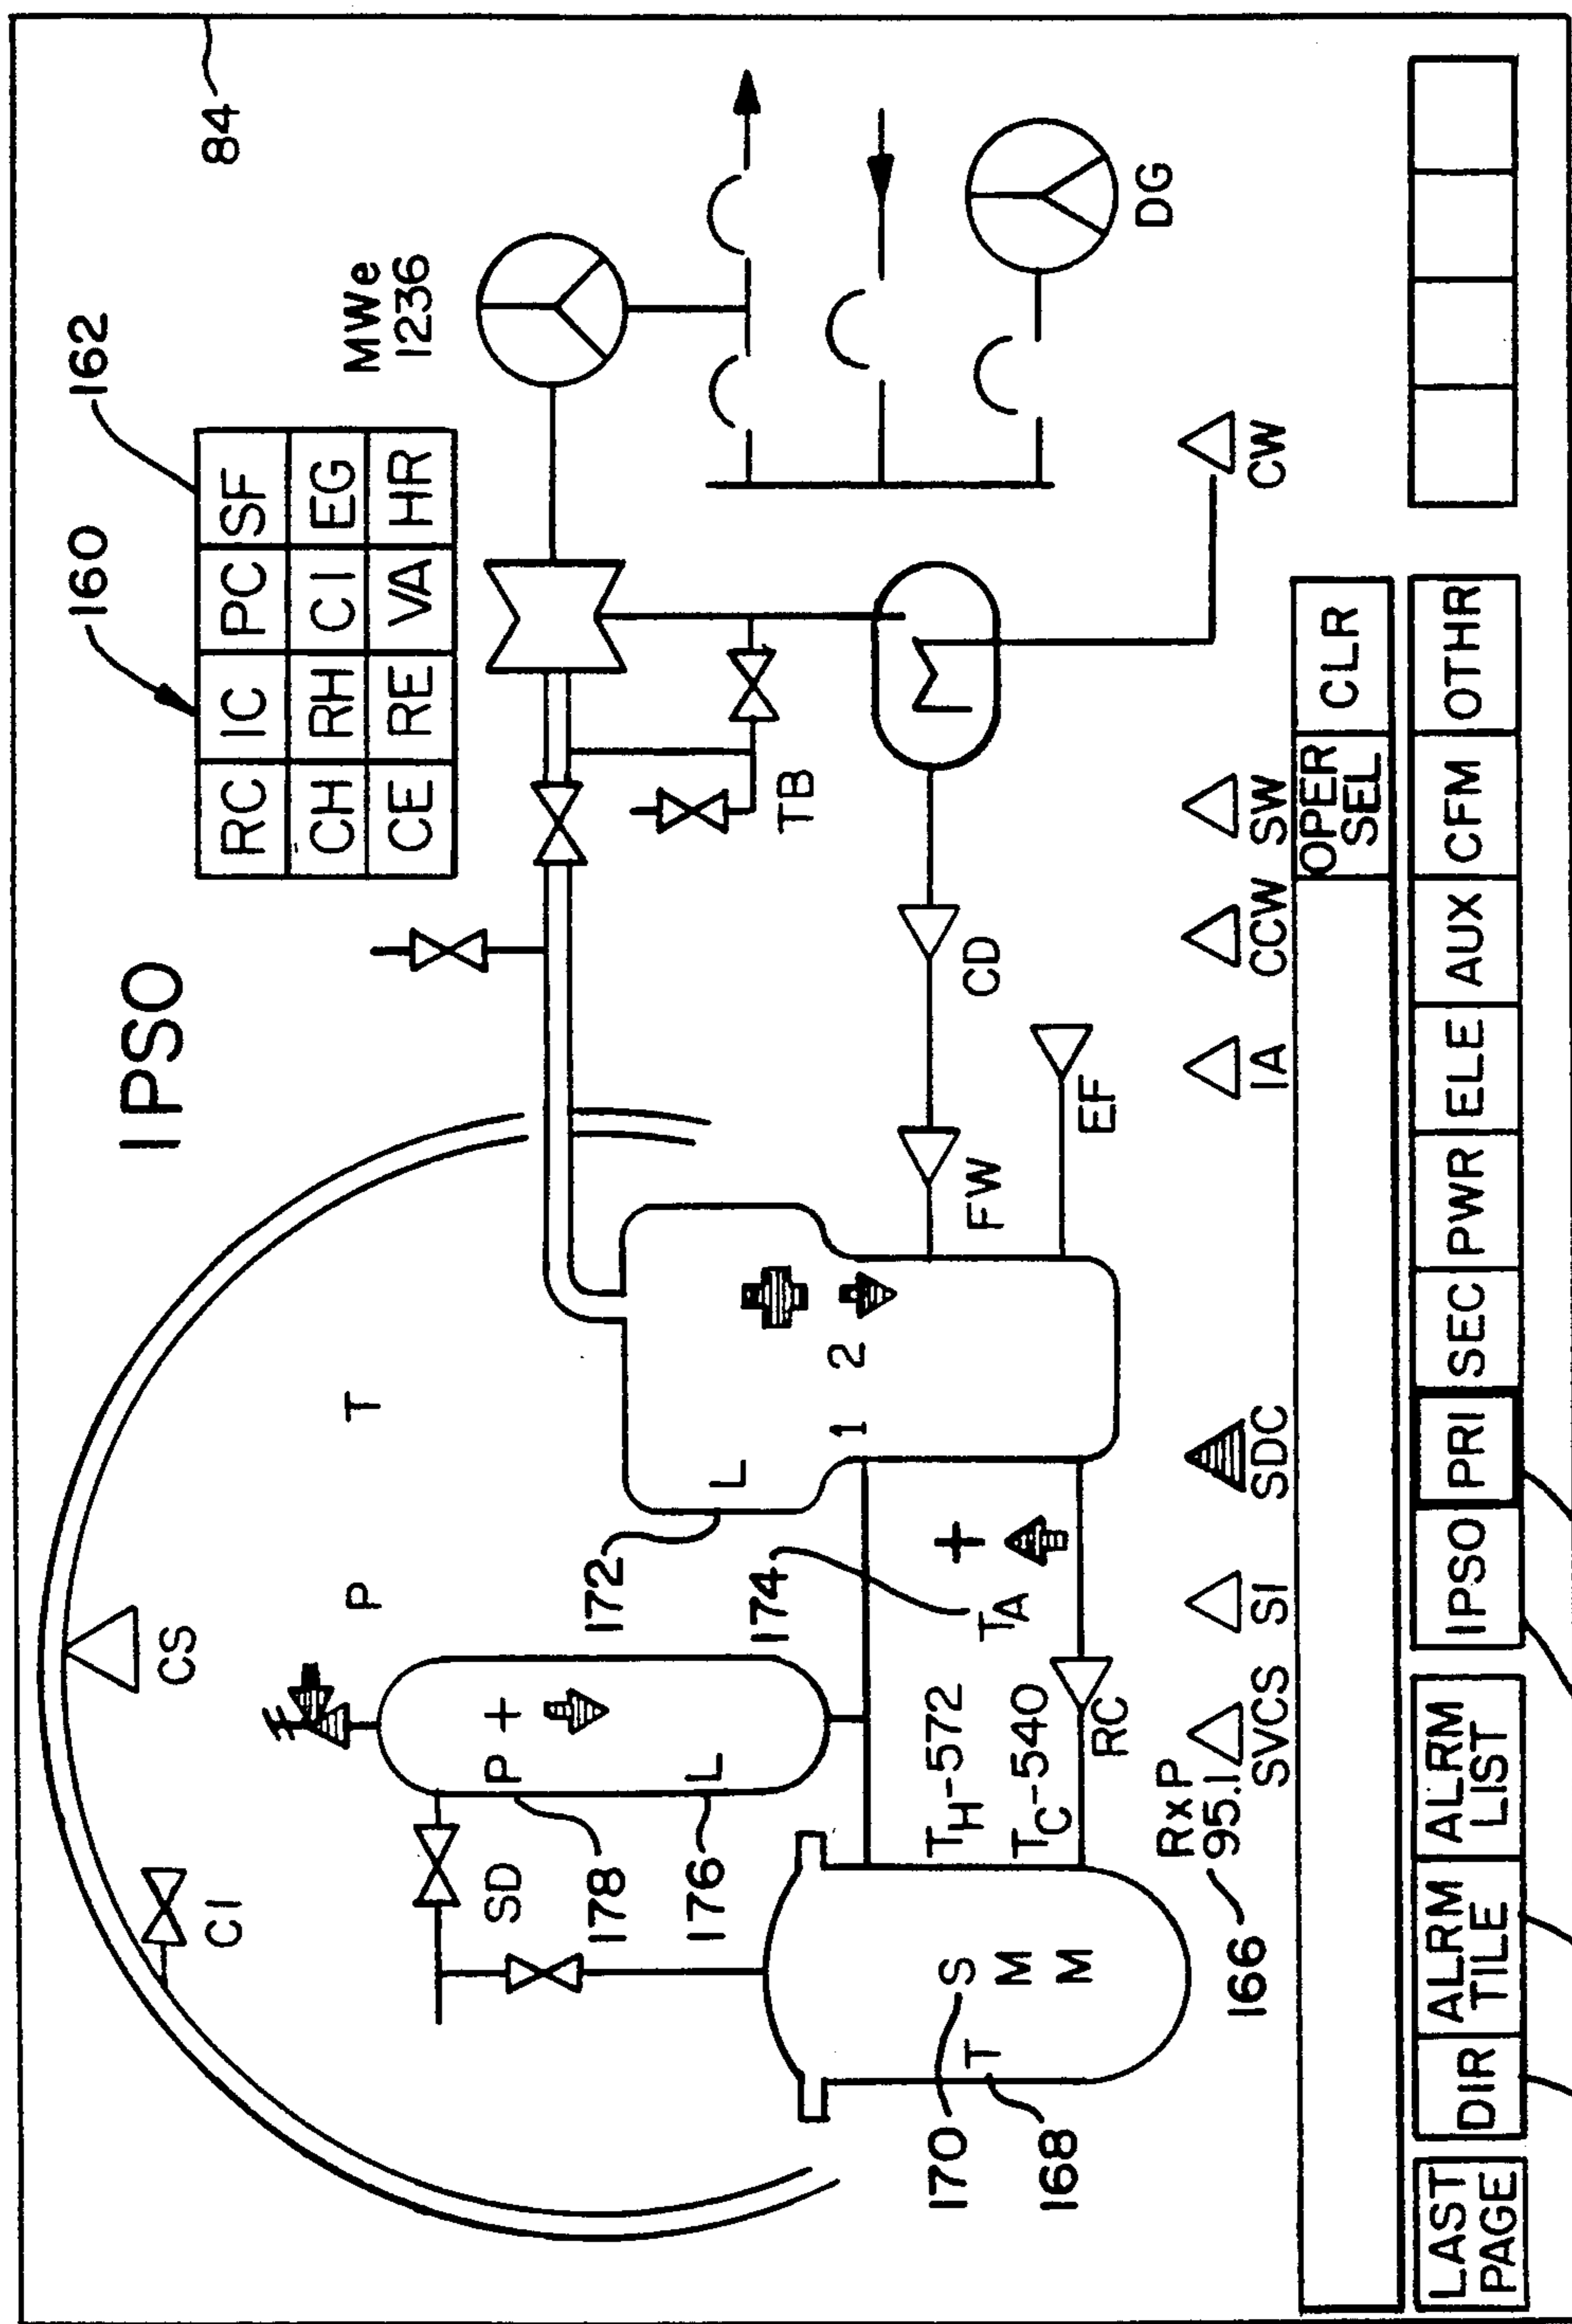 IPSO
84
160
162
RC IC PC SF
CH RH CI EG
CE RE VA HR
MWe
1236
CS
CI
P T
SD
P +
178
L
176
172
L
1 2
174
TA +
TH-572
TC-540
RC
S
M
M
T
170
168
RxP
95.1
166
TB
CD
FW
EF
DG
CW
SVCS SI SDC IA CCW SW
OPER
SEL
CLR
LAST
PAGE
DIR
ALRM
TILE
ALRM
LIST
IPSO PRI SEC PWR ELE AUX CFM OTHR